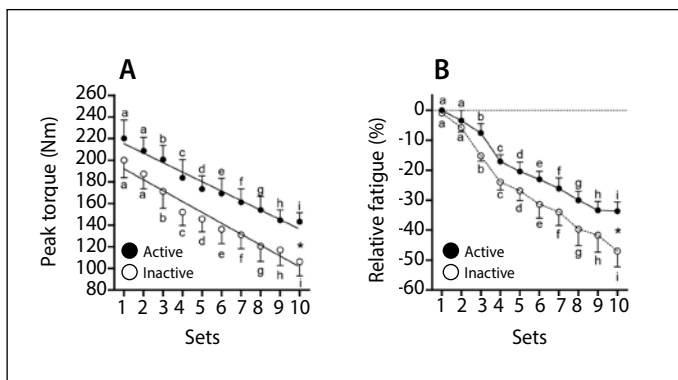 A
B
Peak torque (Nm)
260
240
220
200
180
160
140
120
100
80
a
a
b
c
d
e
f
g
h
i
a
a
b
c
d
e
f
g
h
i
*
Active
Inactive
1 2 3 4 5 6 7 8 9 10
Sets
Relative fatigue (%)
0
-10
-20
-30
-40
-50
-60
a
a
b
c
d
e
f
g
h
i
a
a
b
c
d
e
f
g
h
i
*
Active
Inactive
1 2 3 4 5 6 7 8 9 10
Sets